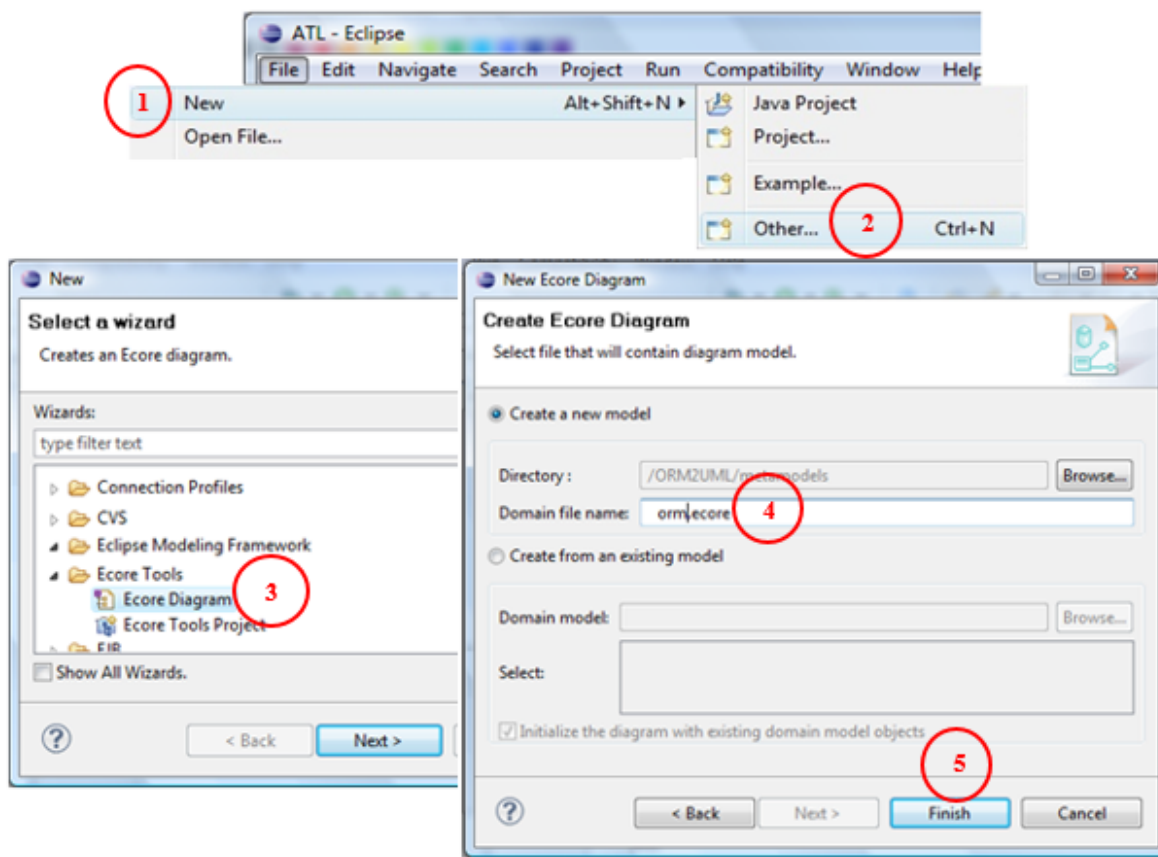 ATL - Eclipse
File Edit Navigate Search Project Run Compatibility Window Help
1 New Alt+Shift+N
Open File...
Java Project
Project...
Example...
Other... 2 Ctrl+N
New
Select a wizard
Creates an Ecore diagram.
Wizards:
type filter text
Connection Profiles
CVS
Eclipse Modeling Framework
Ecore Tools
Ecore Diagram 3
Ecore Tools Project
EJB
Show All Wizards.
? < Back Next >
New Ecore Diagram
Create Ecore Diagram
Select file that will contain diagram model.
Create a new model
Directory : /ORM2UML/metamodels Browse...
Domain file name: orm.ecore 4
Create from an existing model
Domain model: Browse...
Select:
Initialize the diagram with existing domain model objects
5
? < Back Next > Finish Cancel